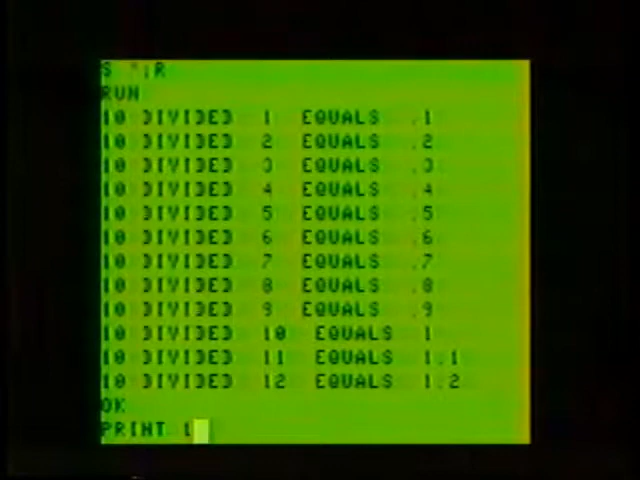 S ";R
RUN
10 DIVIDED 1 EQUALS .1
10 DIVIDED 2 EQUALS .2
10 DIVIDED 3 EQUALS .3
10 DIVIDED 4 EQUALS .4
10 DIVIDED 5 EQUALS .5
10 DIVIDED 6 EQUALS .6
10 DIVIDED 7 EQUALS .7
10 DIVIDED 8 EQUALS .8
10 DIVIDED 9 EQUALS .9
10 DIVIDED 10 EQUALS 1
10 DIVIDED 11 EQUALS 1.1
10 DIVIDED 12 EQUALS 1.2
OK
PRINT 1